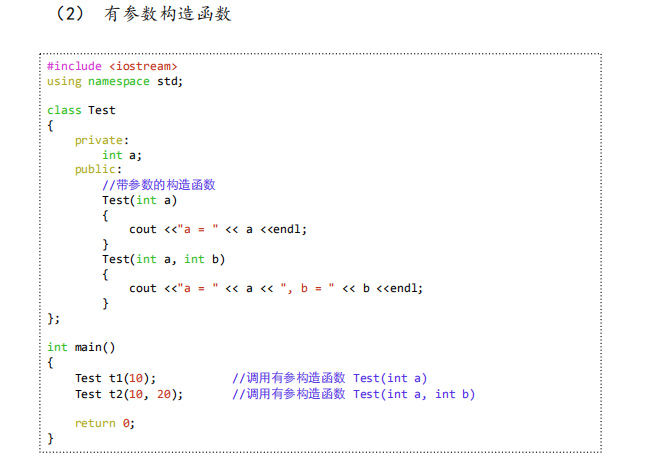 （2） 有参数构造函数
#include <iostream>
using namespace std;
class Test
{
private:
int a;
public:
//带参数的构造函数
Test(int a)
{
cout <<"a = " << a <<endl;
}
Test(int a, int b)
{
cout <<"a = " << a << ", b = " << b <<endl;
}
};
int main()
{
Test t1(10); //调用有参构造函数 Test(int a)
Test t2(10, 20); //调用有参构造函数 Test(int a, int b)
return 0;
}